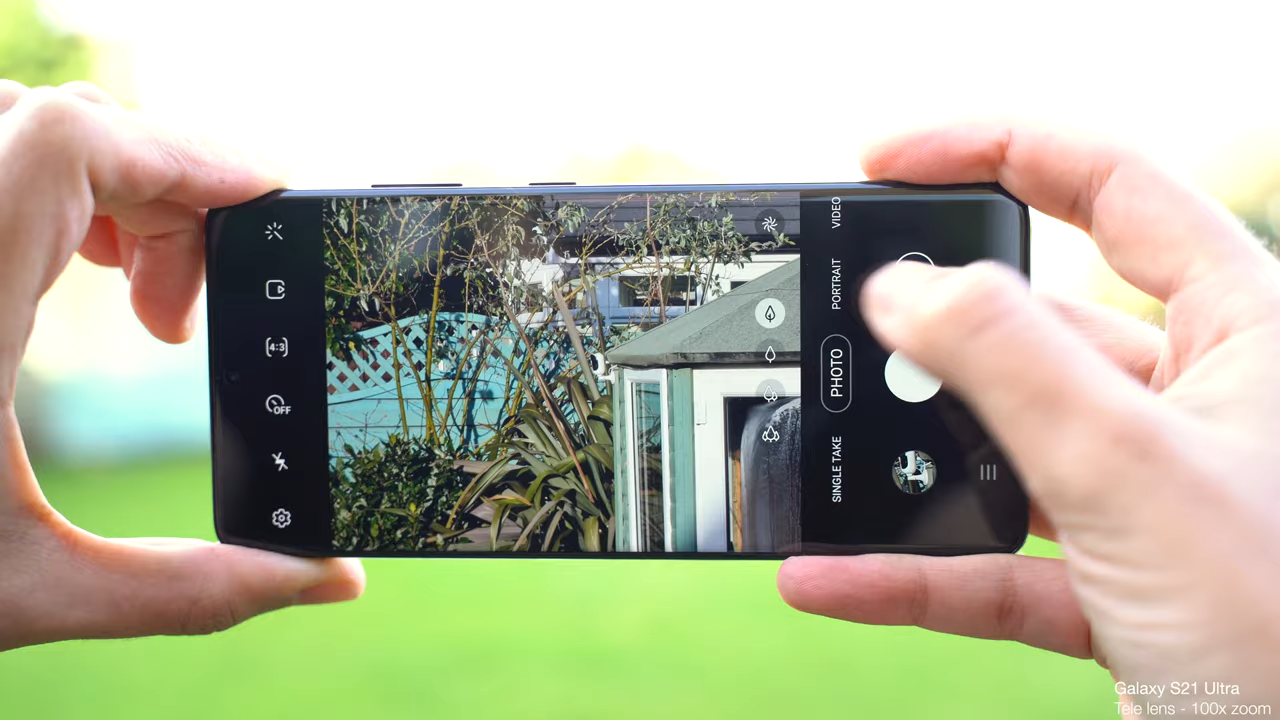 4:3
OFF
VIDEO
PORTRAIT
PHOTO
SINGLE TAKE
Galaxy S21 Ultra
Tele lens - 100x zoom